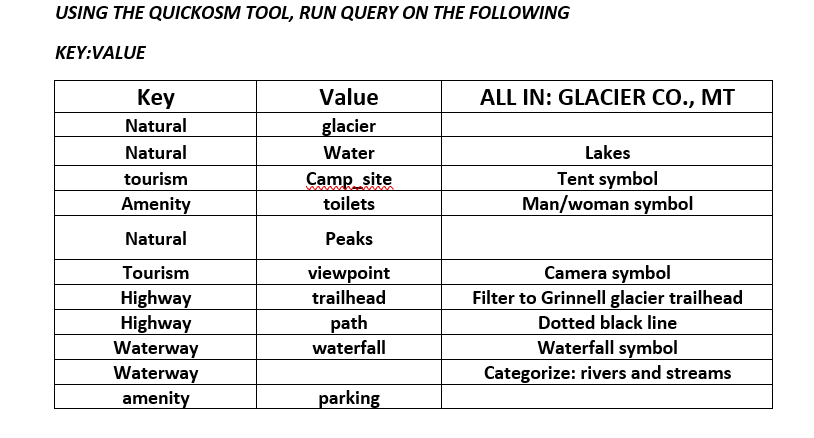 USING THE QUICKOSM TOOL, RUN QUERY ON THE FOLLOWING
KEY:VALUE
Key Value ALL IN: GLACIER CO., MT
Natural glacier
Natural Water Lakes
tourism Camp_site Tent symbol
Amenity toilets Man/woman symbol
Natural Peaks
Tourism viewpoint Camera symbol
Highway trailhead Filter to Grinnell glacier trailhead
Highway path Dotted black line
Waterway waterfall Waterfall symbol
Waterway Categorize: rivers and streams
amenity parking